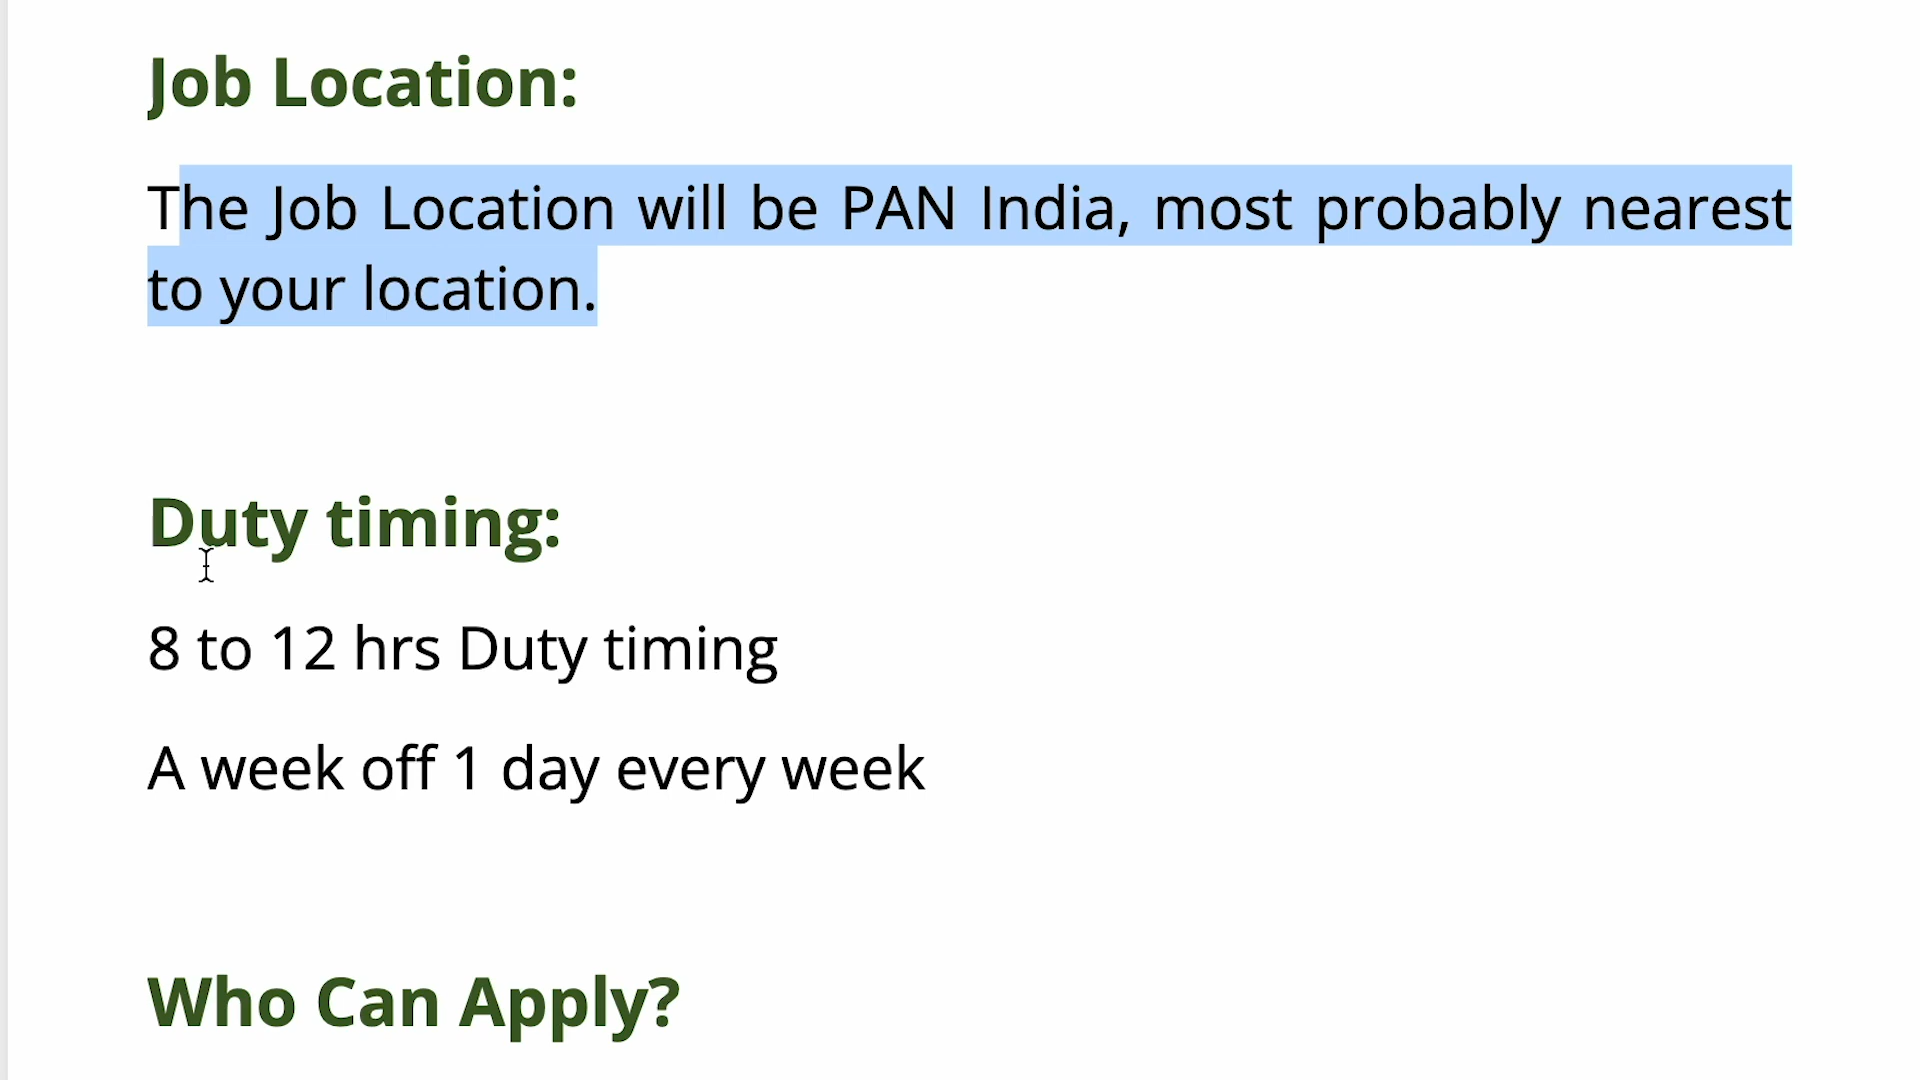 Job Location:
The Job Location will be PAN India, most probably nearest
to your location.
Duty timing:
8 to 12 hrs Duty timing
A week off 1 day every week
Who Can Apply?